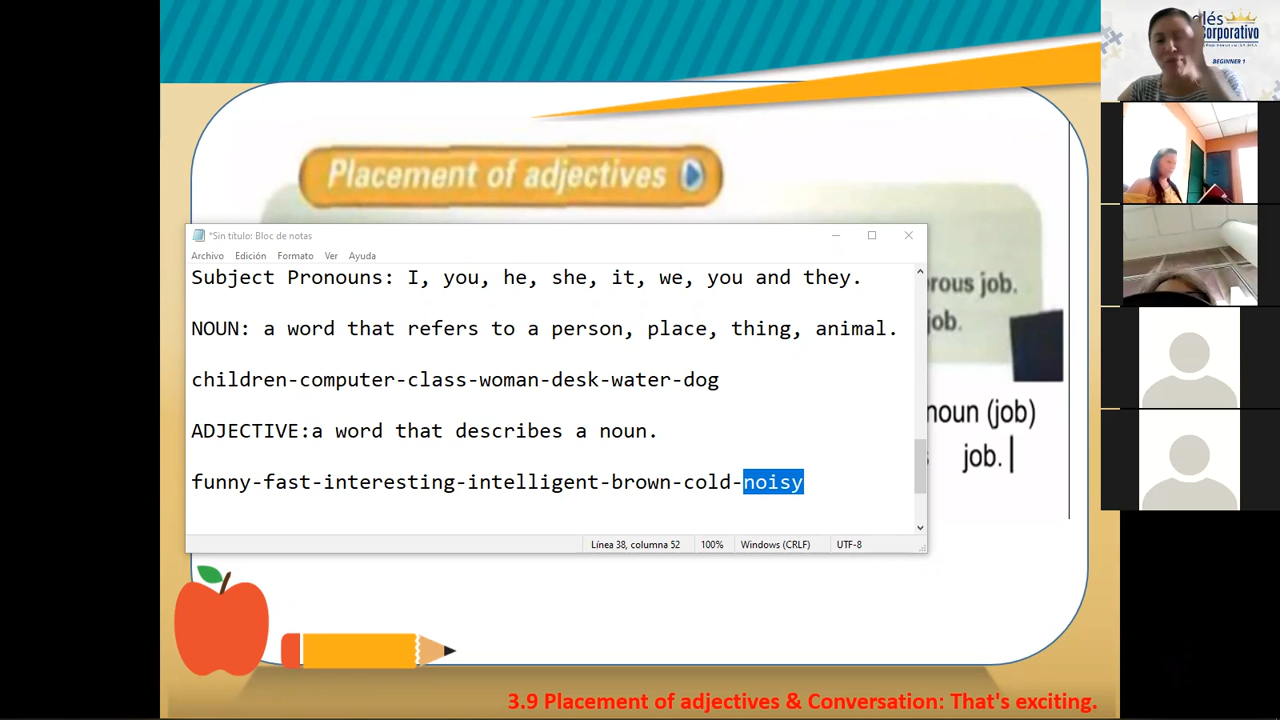 Placement of adjectives
*Sin título: Bloc de notas
Archivo Edición Formato Ver Ayuda
Subject Pronouns: I, you, he, she, it, we, you and they.
NOUN: a word that refers to a person, place, thing, animal.
children-computer-class-woman-desk-water-dog
ADJECTIVE:a word that describes a noun.
funny-fast-interesting-intelligent-brown-cold-noisy
Línea 38, columna 52 100% Windows (CRLF) UTF-8
job.
job.
noun (job)
job.
3.9 Placement of adjectives & Conversation: That's exciting.
BEGINNER 1